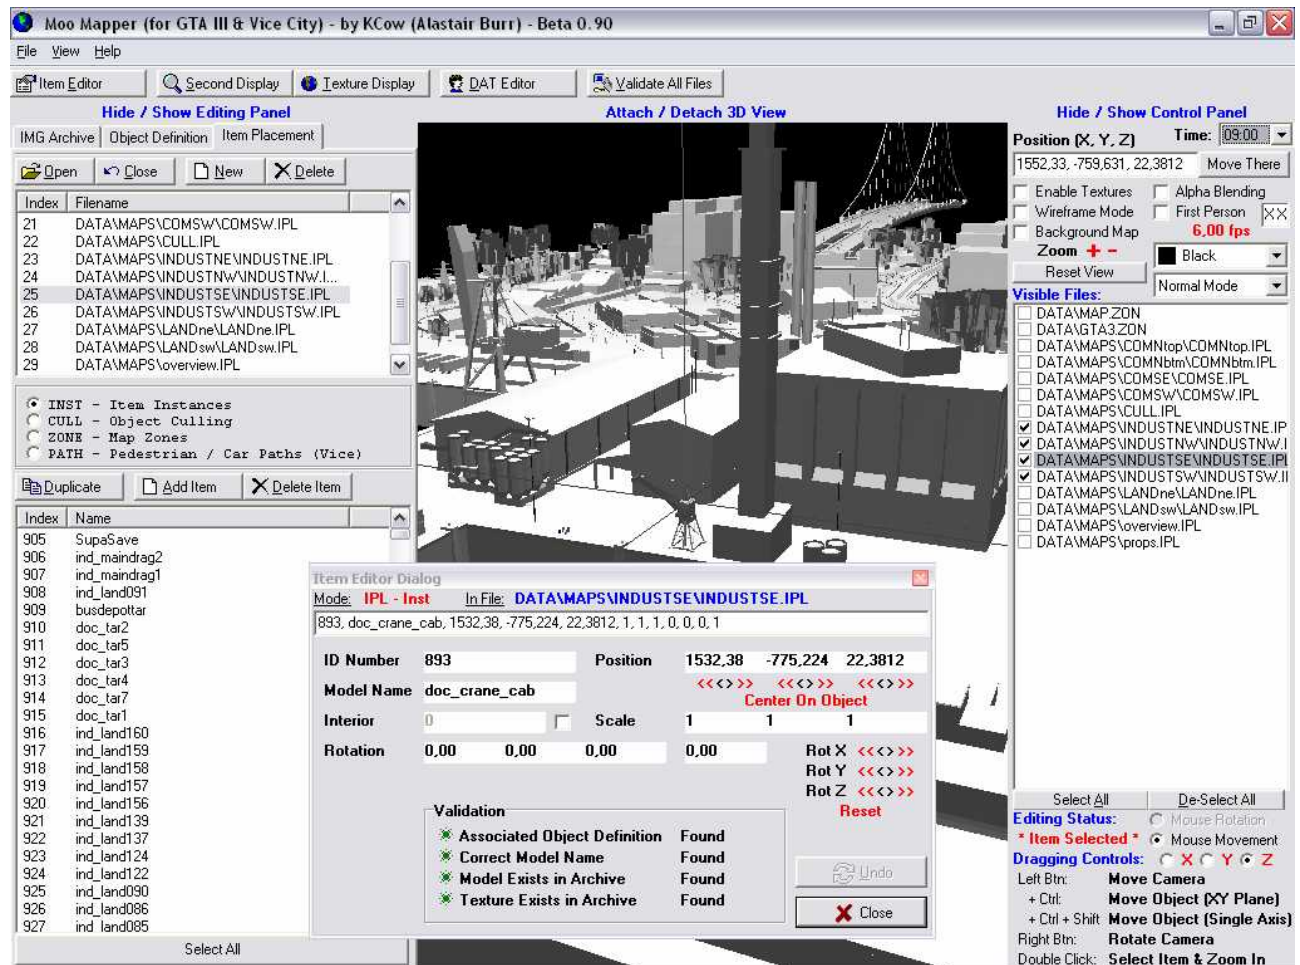 Moo Mapper (for GTA III & Vice City) - by KCow (Alastair Burr) - Beta 0.90
File View Help
Item Editor Second Display Texture Display DAT Editor Validate All Files
Hide / Show Editing Panel
IMG Archive Object Definition Item Placement
Open Close New Delete
Index Filename
21 DATA\MAPS\COMSW\COMSW.IPL
22 DATA\MAPS\CULL.IPL
23 DATA\MAPS\INDUSTNE\INDUSTNE.IPL
24 DATA\MAPS\INDUSTNW\INDUSTNW.I...
25 DATA\MAPS\INDUSTSE\INDUSTSE.IPL
26 DATA\MAPS\INDUSTSW\INDUSTSW.IPL
27 DATA\MAPS\LANDne\LANDne.IPL
28 DATA\MAPS\LANDsw\LANDsw.IPL
29 DATA\MAPS\overview.IPL
INST - Item Instances
CULL - Object Culling
ZONE - Map Zones
PATH - Pedestrian / Car Paths (Vice)
Duplicate Add Item Delete Item
Index Name
905 SupaSave
906 ind_maindrag2
907 ind_maindrag1
908 ind_land091
909 busdepottar
910 doc_tar2
911 doc_tar5
912 doc_tar3
913 doc_tar4
914 doc_tar7
915 doc_tar1
916 ind_land160
917 ind_land159
918 ind_land158
919 ind_land157
920 ind_land156
921 ind_land139
922 ind_land137
923 ind_land124
924 ind_land122
925 ind_land090
926 ind_land086
927 ind_land085
Select All
Attach / Detach 3D View
Item Editor Dialog
Mode: IPL - Inst In File: DATA\MAPS\INDUSTSE\INDUSTSE.IPL
893, doc_crane_cab, 1532,38, -775,224, 22,3812, 1, 1, 1, 0, 0, 0, 1
ID Number 893 Position 1532,38 -775,224 22,3812
Model Name doc_crane_cab <<<>>> <<<>>> <<<>>>
Center On Object
Interior 0 Scale 1 1 1
Rotation 0,00 0,00 0,00 0,00 Rot X <<<>>>
Rot Y <<<>>>
Rot Z <<<>>>
Reset
Validation
Associated Object Definition Found
Correct Model Name Found
Model Exists in Archive Found
Texture Exists in Archive Found
Undo
Close
Hide / Show Control Panel
Position (X, Y, Z) Time: 09:00
1552,33, -759,631, 22,3812 Move There
Enable Textures Alpha Blending
Wireframe Mode First Person XX
Background Map 6,00 fps
Zoom + - Black
Reset View Normal Mode
Visible Files:
DATA\MAP.ZON
DATA\GTA3.ZON
DATA\MAPS\COMNtop\COMNtop.IPL
DATA\MAPS\COMNbtm\COMNbtm.IPL
DATA\MAPS\COMSE\COMSE.IPL
DATA\MAPS\COMSW\COMSW.IPL
DATA\MAPS\CULL.IPL
DATA\MAPS\INDUSTNE\INDUSTNE.IP
DATA\MAPS\INDUSTNW\INDUSTNW.I
DATA\MAPS\INDUSTSE\INDUSTSE.IPL
DATA\MAPS\INDUSTSW\INDUSTSW.II
DATA\MAPS\LANDne\LANDne.IPL
DATA\MAPS\LANDsw\LANDsw.IPL
DATA\MAPS\overview.IPL
DATA\MAPS\props.IPL
Select All De-Select All
Editing Status: Mouse Rotation
* Item Selected * Mouse Movement
Dragging Controls: X Y Z
Left Btn: Move Camera
+ Ctrl: Move Object (XY Plane)
+ Ctrl + Shift Move Object (Single Axis)
Right Btn: Rotate Camera
Double Click: Select Item & Zoom In